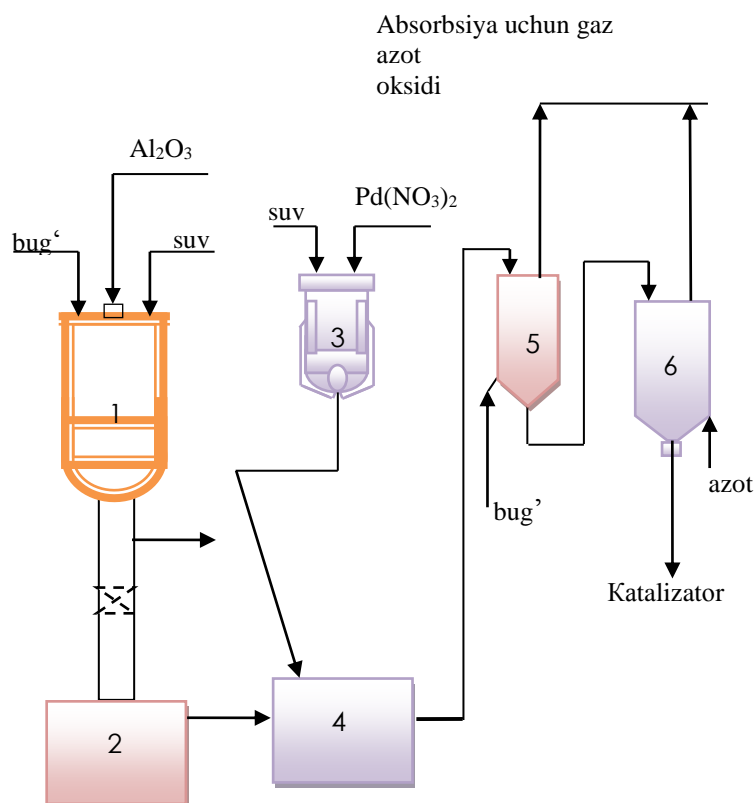 Absorbsiya uchun gaz
azot
oksidi
Al₂O₃
suv
Pd(NO₃)₂
bug‘
suv
3
5
6
1
bug’
azot
Katalizator
2
4